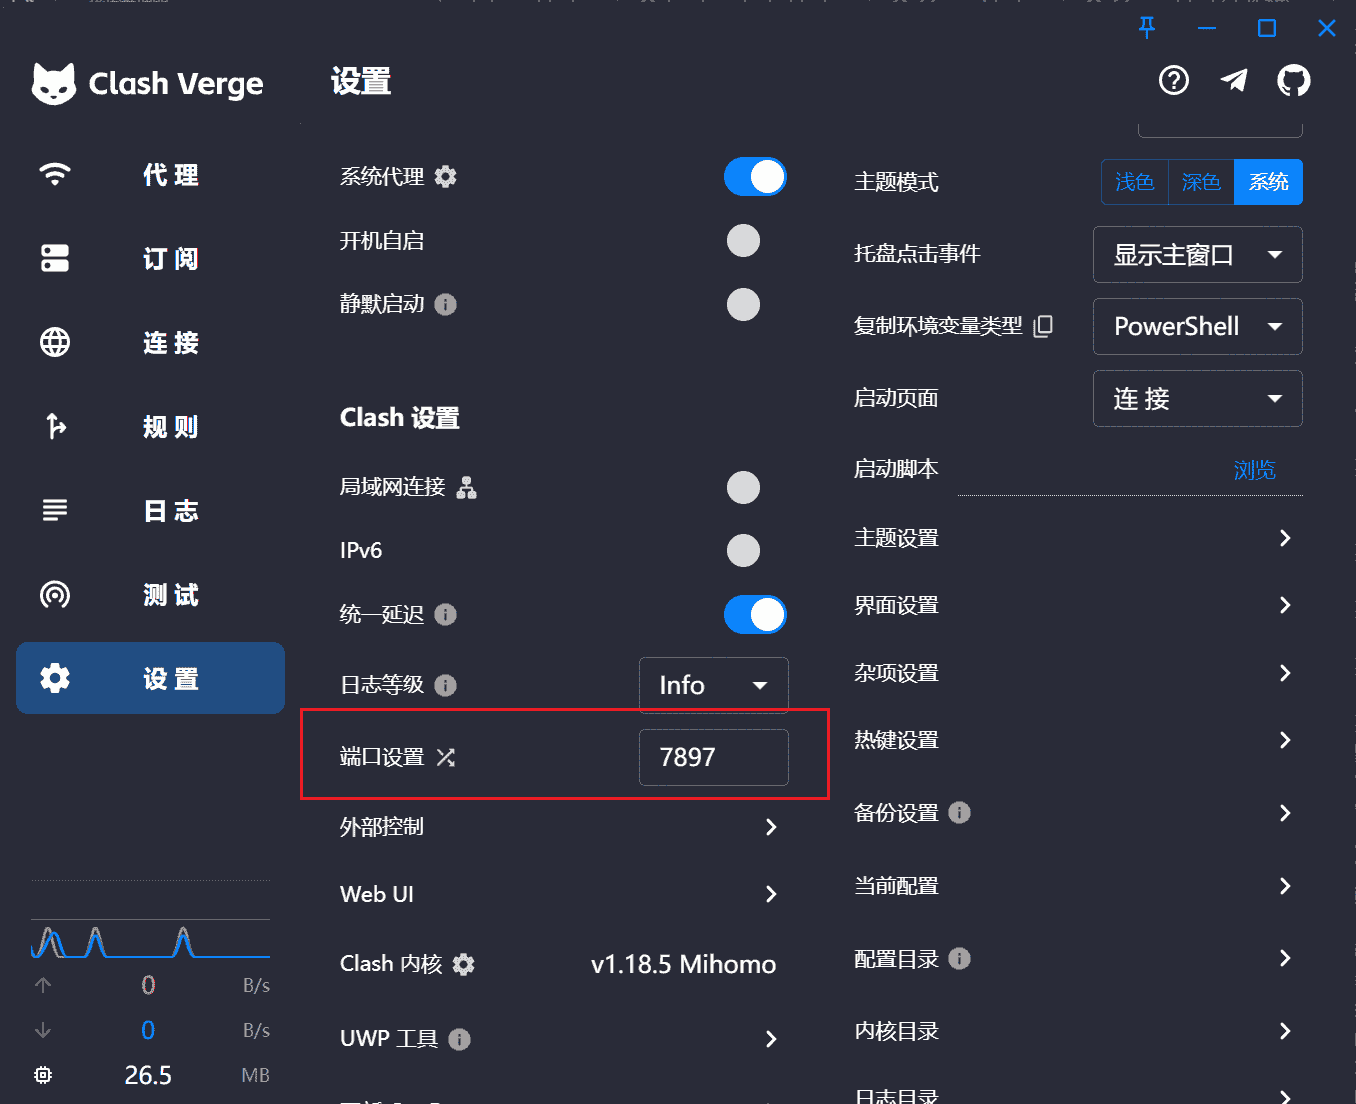 Clash Verge
设置
代 理
订 阅
连 接
规 则
日 志
测 试
设 置
0 B/s
0 B/s
26.5 MB
系统代理
开机自启
静默启动
Clash 设置
局域网连接
IPv6
统一延迟
日志等级 Info
端口设置 7897
外部控制
Web UI
Clash 内核 v1.18.5 Mihomo
UWP 工具
主题模式 浅色 深色 系统
托盘点击事件 显示主窗口
复制环境变量类型 PowerShell
启动页面 连 接
启动脚本 浏览
主题设置
界面设置
杂项设置
热键设置
备份设置
当前配置
配置目录
内核目录
日志目录